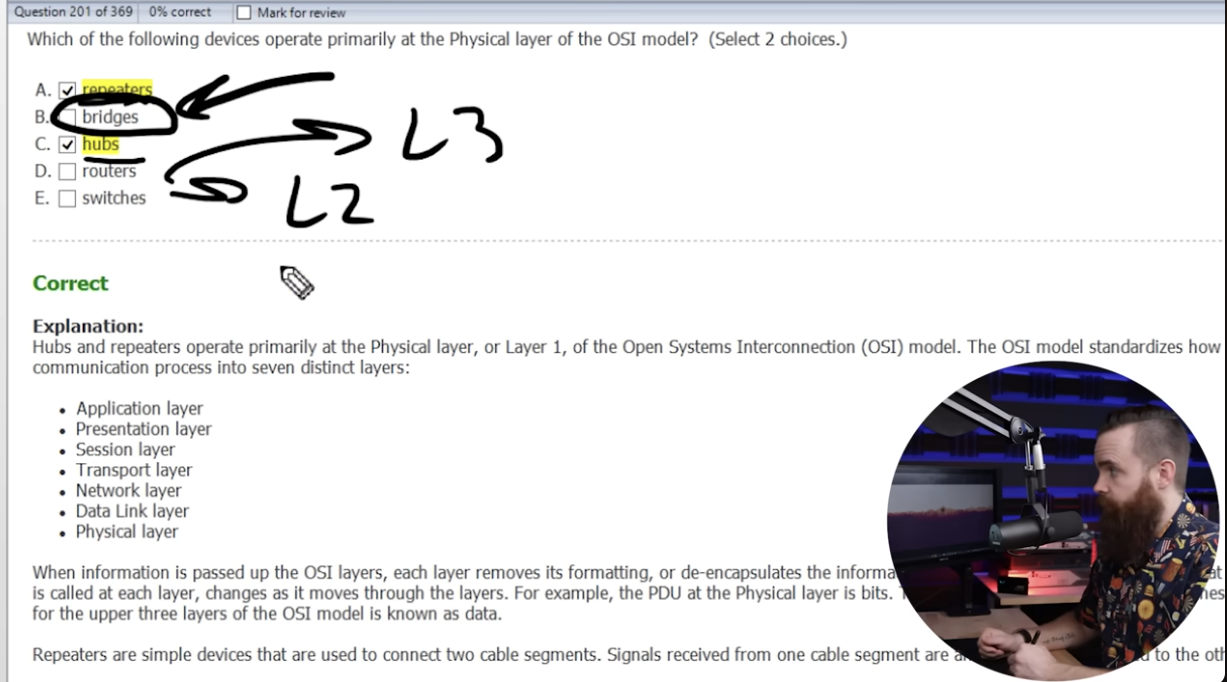 Question 201 of 369 0% correct Mark for review
Which of the following devices operate primarily at the Physical layer of the OSI model? (Select 2 choices.)
A. repeaters
B. bridges
C. hubs
D. routers
E. switches
L3
L2
Correct
Explanation:
Hubs and repeaters operate primarily at the Physical layer, or Layer 1, of the Open Systems Interconnection (OSI) model. The OSI model standardizes how
communication process into seven distinct layers:
• Application layer
• Presentation layer
• Session layer
• Transport layer
• Network layer
• Data Link layer
• Physical layer
When information is passed up the OSI layers, each layer removes its formatting, or de-encapsulates the
is called at each layer, changes as it moves through the layers. For example, the PDU at the Physical layer is bits.
for the upper three layers of the OSI model is known as data.
Repeaters are simple devices that are used to connect two cable segments. Signals received from one cable segment are to the